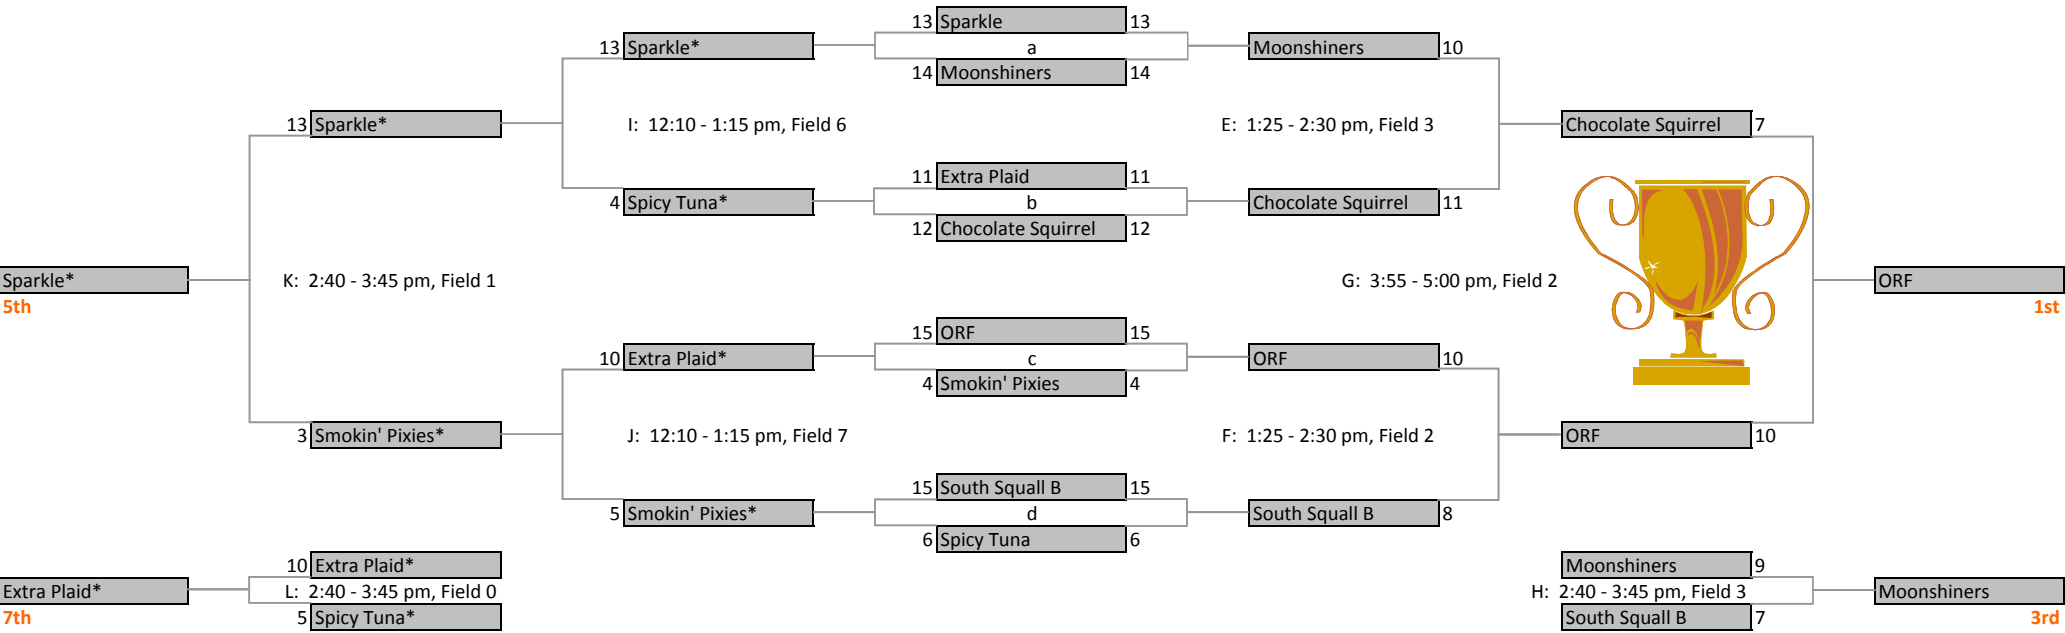 13 Sparkle 13
13 Sparkle* a Moonshiners 10
14 Moonshiners 14
13 Sparkle* I: 12:10 - 1:15 pm, Field 6 E: 1:25 - 2:30 pm, Field 3 Chocolate Squirrel 7
11 Extra Plaid 11
4 Spicy Tuna* b Chocolate Squirrel 11
12 Chocolate Squirrel 12
Sparkle* K: 2:40 - 3:45 pm, Field 1 G: 3:55 - 5:00 pm, Field 2 ORF
5th 1st
15 ORF 15
10 Extra Plaid* c ORF 10
4 Smokin' Pixies 4
3 Smokin' Pixies* J: 12:10 - 1:15 pm, Field 7 F: 1:25 - 2:30 pm, Field 2 ORF 10
15 South Squall B 15
5 Smokin' Pixies* d South Squall B 8
6 Spicy Tuna 6
10 Extra Plaid* Moonshiners 9
Extra Plaid* L: 2:40 - 3:45 pm, Field 0 H: 2:40 - 3:45 pm, Field 3 Moonshiners
7th 5 Spicy Tuna* South Squall B 7 3rd